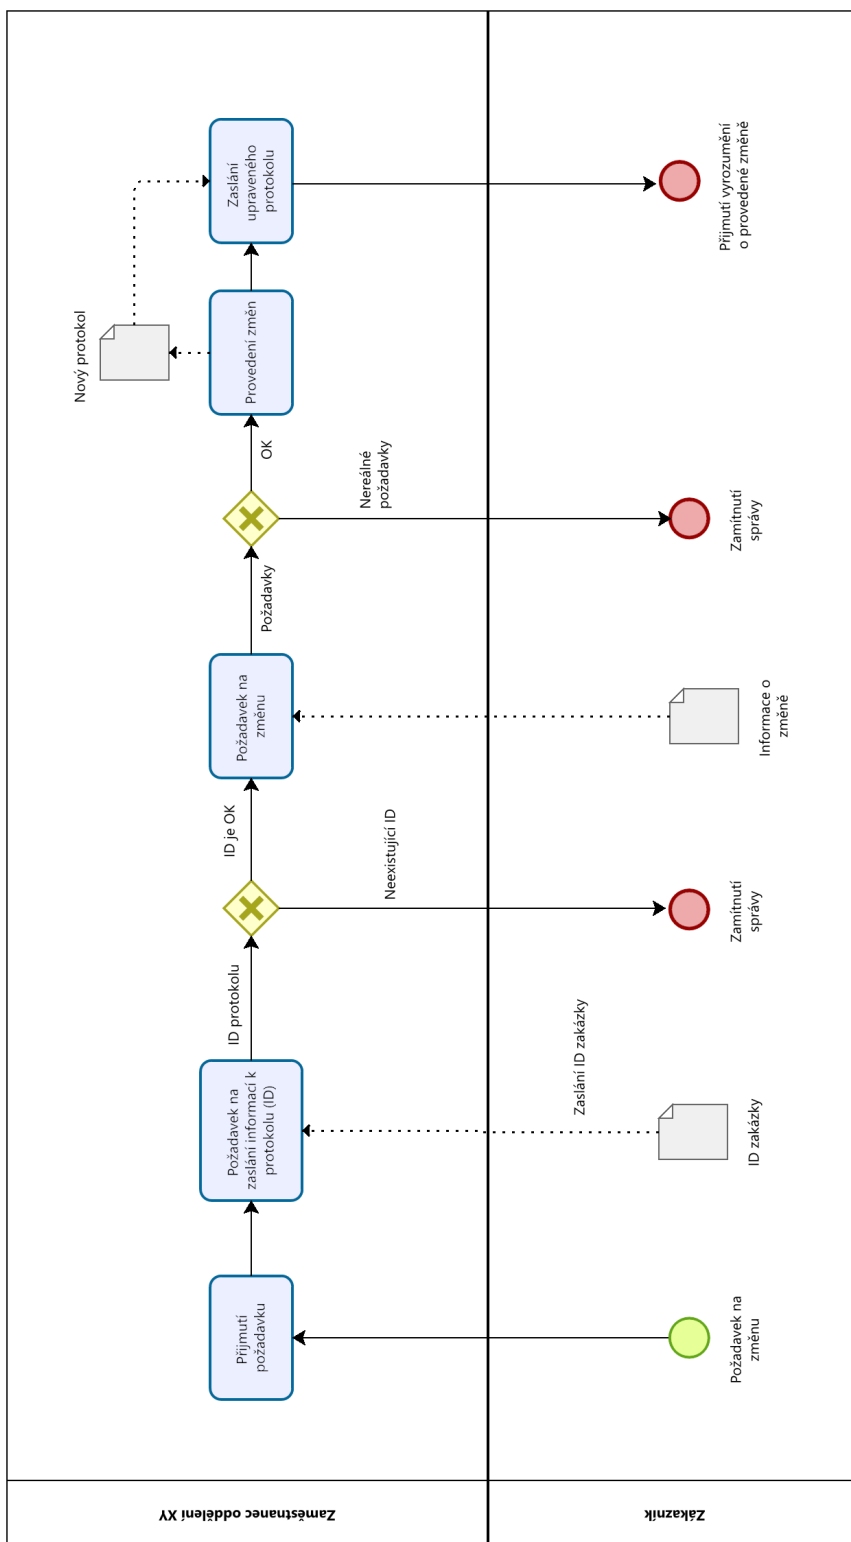 Zaměstnanec oddělení XY
Přijmutí
požadavku
Požadavek na
zaslání informací k
protokolu (ID)
ID protokolu
ID je OK
Neexistující ID
Požadavek na
změnu
Požadavky
OK
Nereálné
požadavky
Provedení změn
Nový protokol
Zaslání
upraveného
protokolu
Zákazník
Požadavek na
změnu
Zaslání ID zakázky
ID zakázky
Zamítnutí
správy
Informace o
změně
Zamítnutí
správy
Přijmutí vyrozumění
o provedené změně